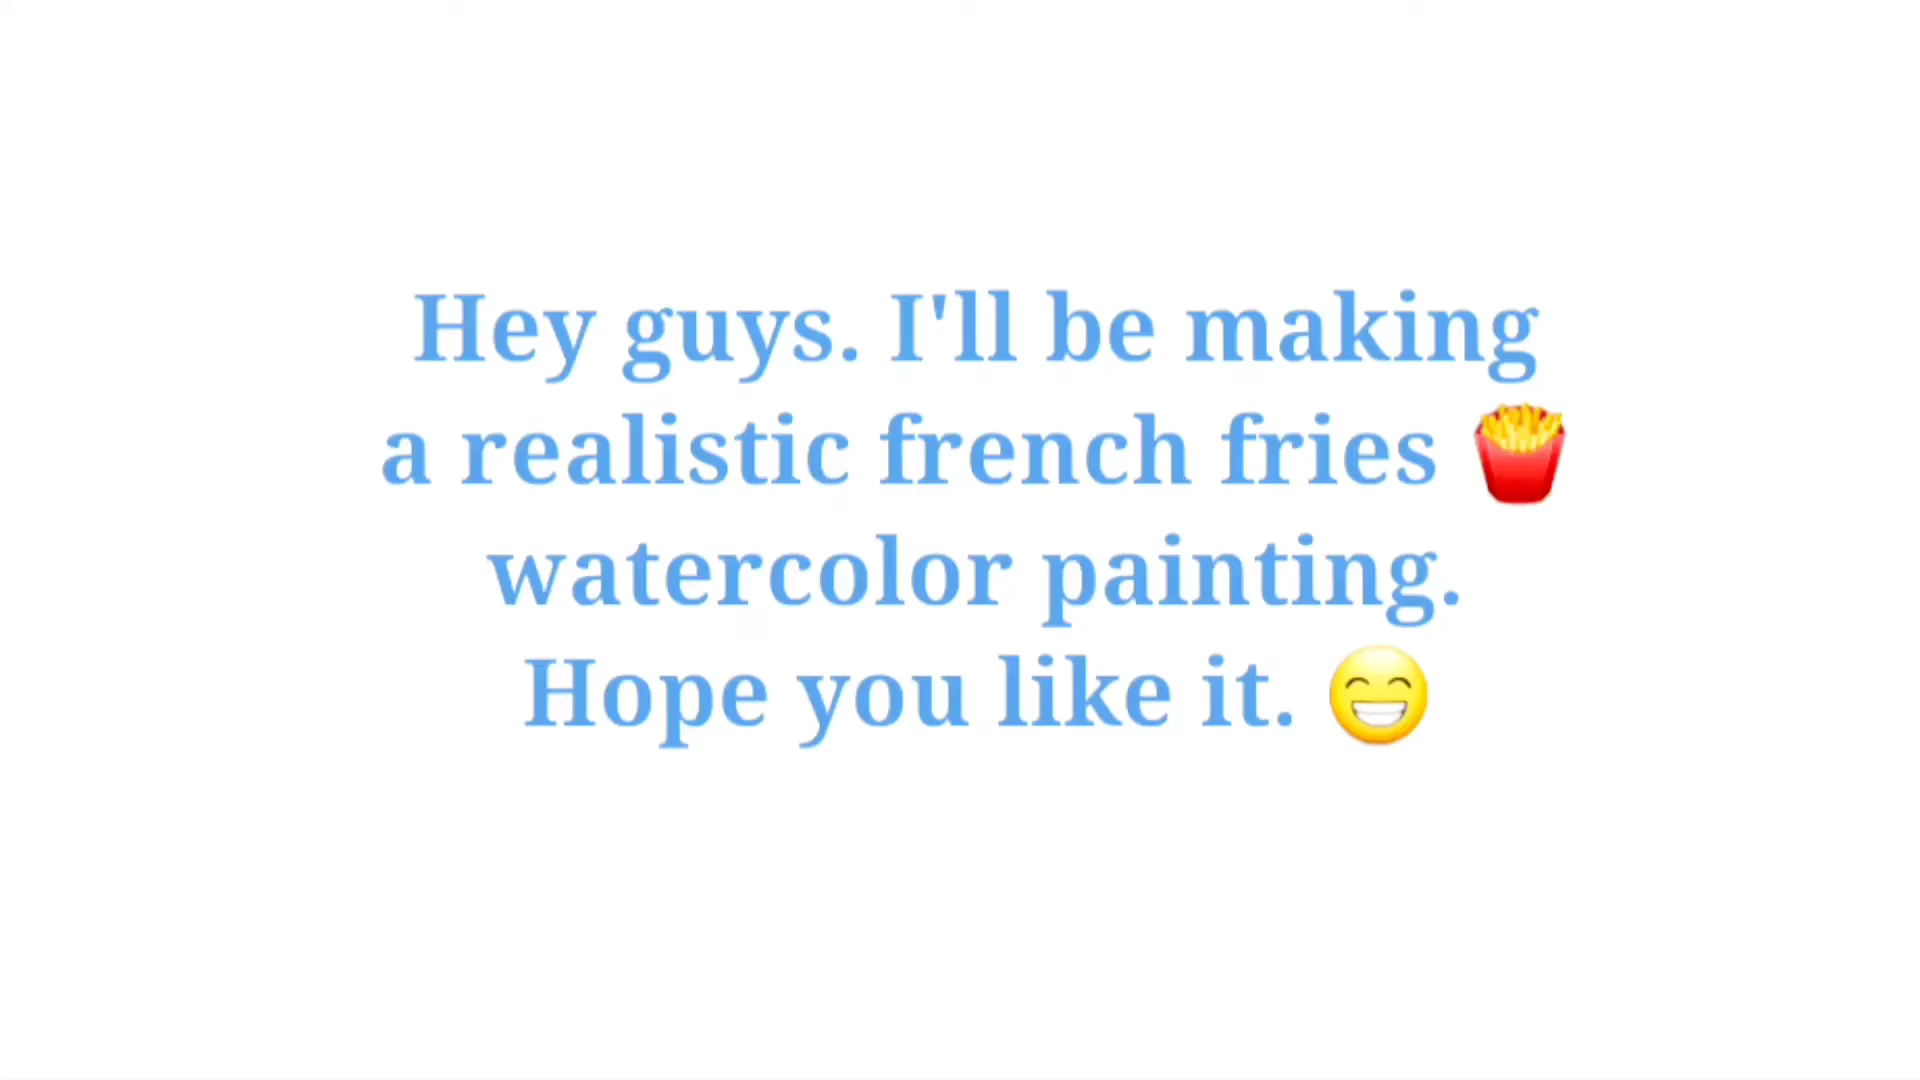 Hey guys. I'll be making
a realistic french fries 🍟
watercolor painting.
Hope you like it. 😁